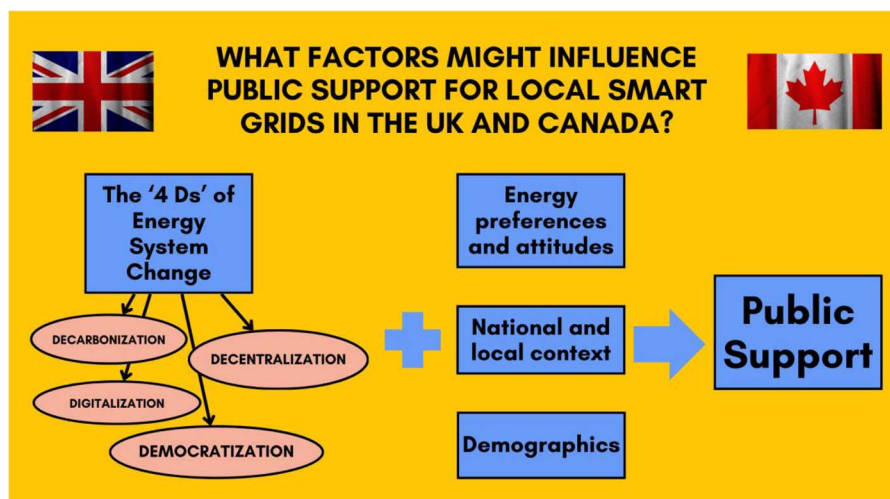 WHAT FACTORS MIGHT INFLUENCE
PUBLIC SUPPORT FOR LOCAL SMART
GRIDS IN THE UK AND CANADA?
The ‘4 Ds’ of
Energy
System
Change
DECARBONIZATION
DECENTRALIZATION
DIGITALIZATION
DEMOCRATIZATION
Energy
preferences
and attitudes
National and
local context
Demographics
Public
Support